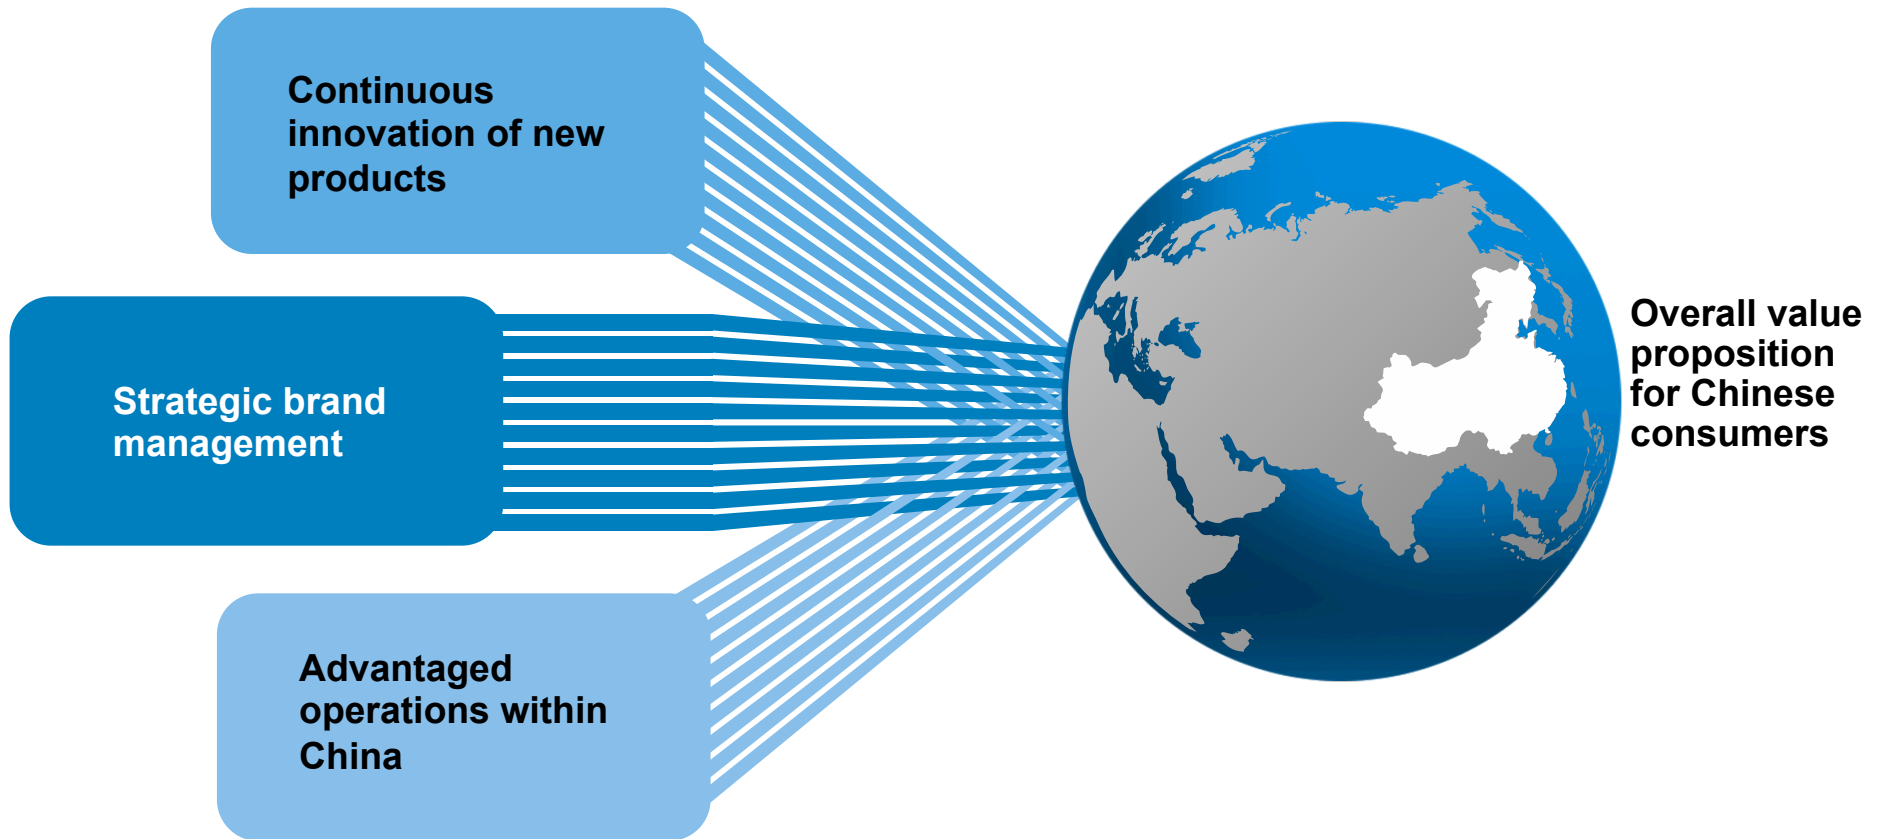 Continuous
innovation of new
products
Strategic brand
management
Advantaged
operations within
China
Overall value
proposition
for Chinese
consumers